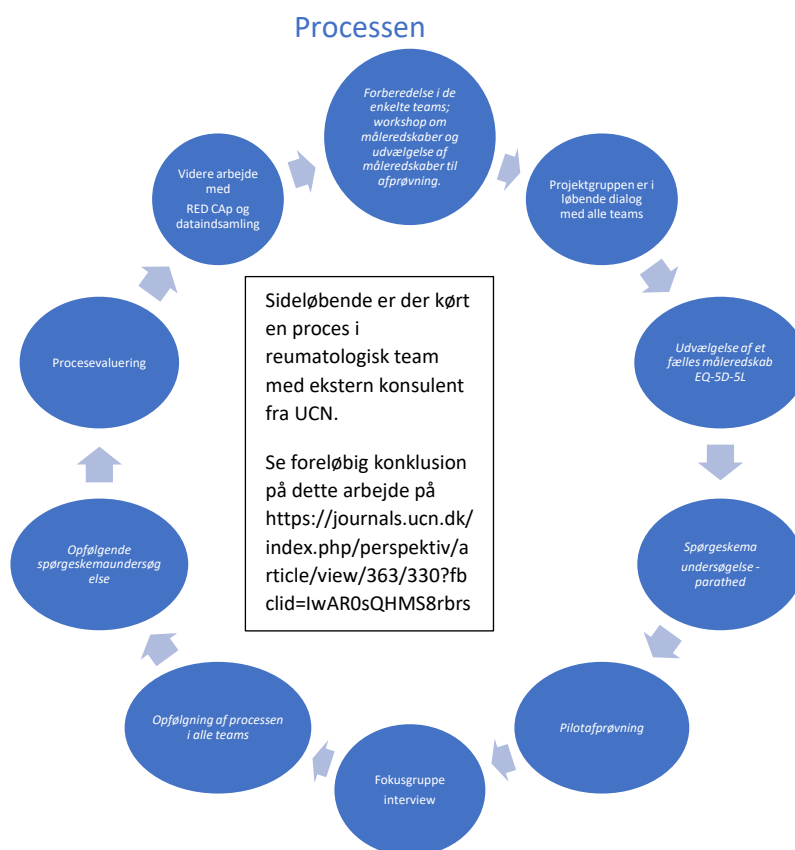 Processen
Forberedelse i de
enkelte teams;
workshop om
måleredskaber og
udvælgelse af
måleredskaber til
afprøvning.
Projektgruppen er i
løbende dialog
med alle teams
Udvælgelse af et
fælles måleredskab
EQ-5D-5L
Spørgeskema
undersøgelse -
parathed
Pilotafprøvning
Fokusgruppe
interview
Opfølgning af processen
i alle teams
Opfølgende
spørgeskemaundersøg
else
Procesevaluering
Videre arbejde
med
RED CAp og
dataindsamling
Sideløbende er der kørt
en proces i
reumatologisk team
med ekstern konsulent
fra UCN.
Se foreløbig konklusion
på dette arbejde på
https://journals.ucn.dk/
index.php/perspektiv/a
rticle/view/363/330?fb
clid=IwAR0sQHMS8rbrs